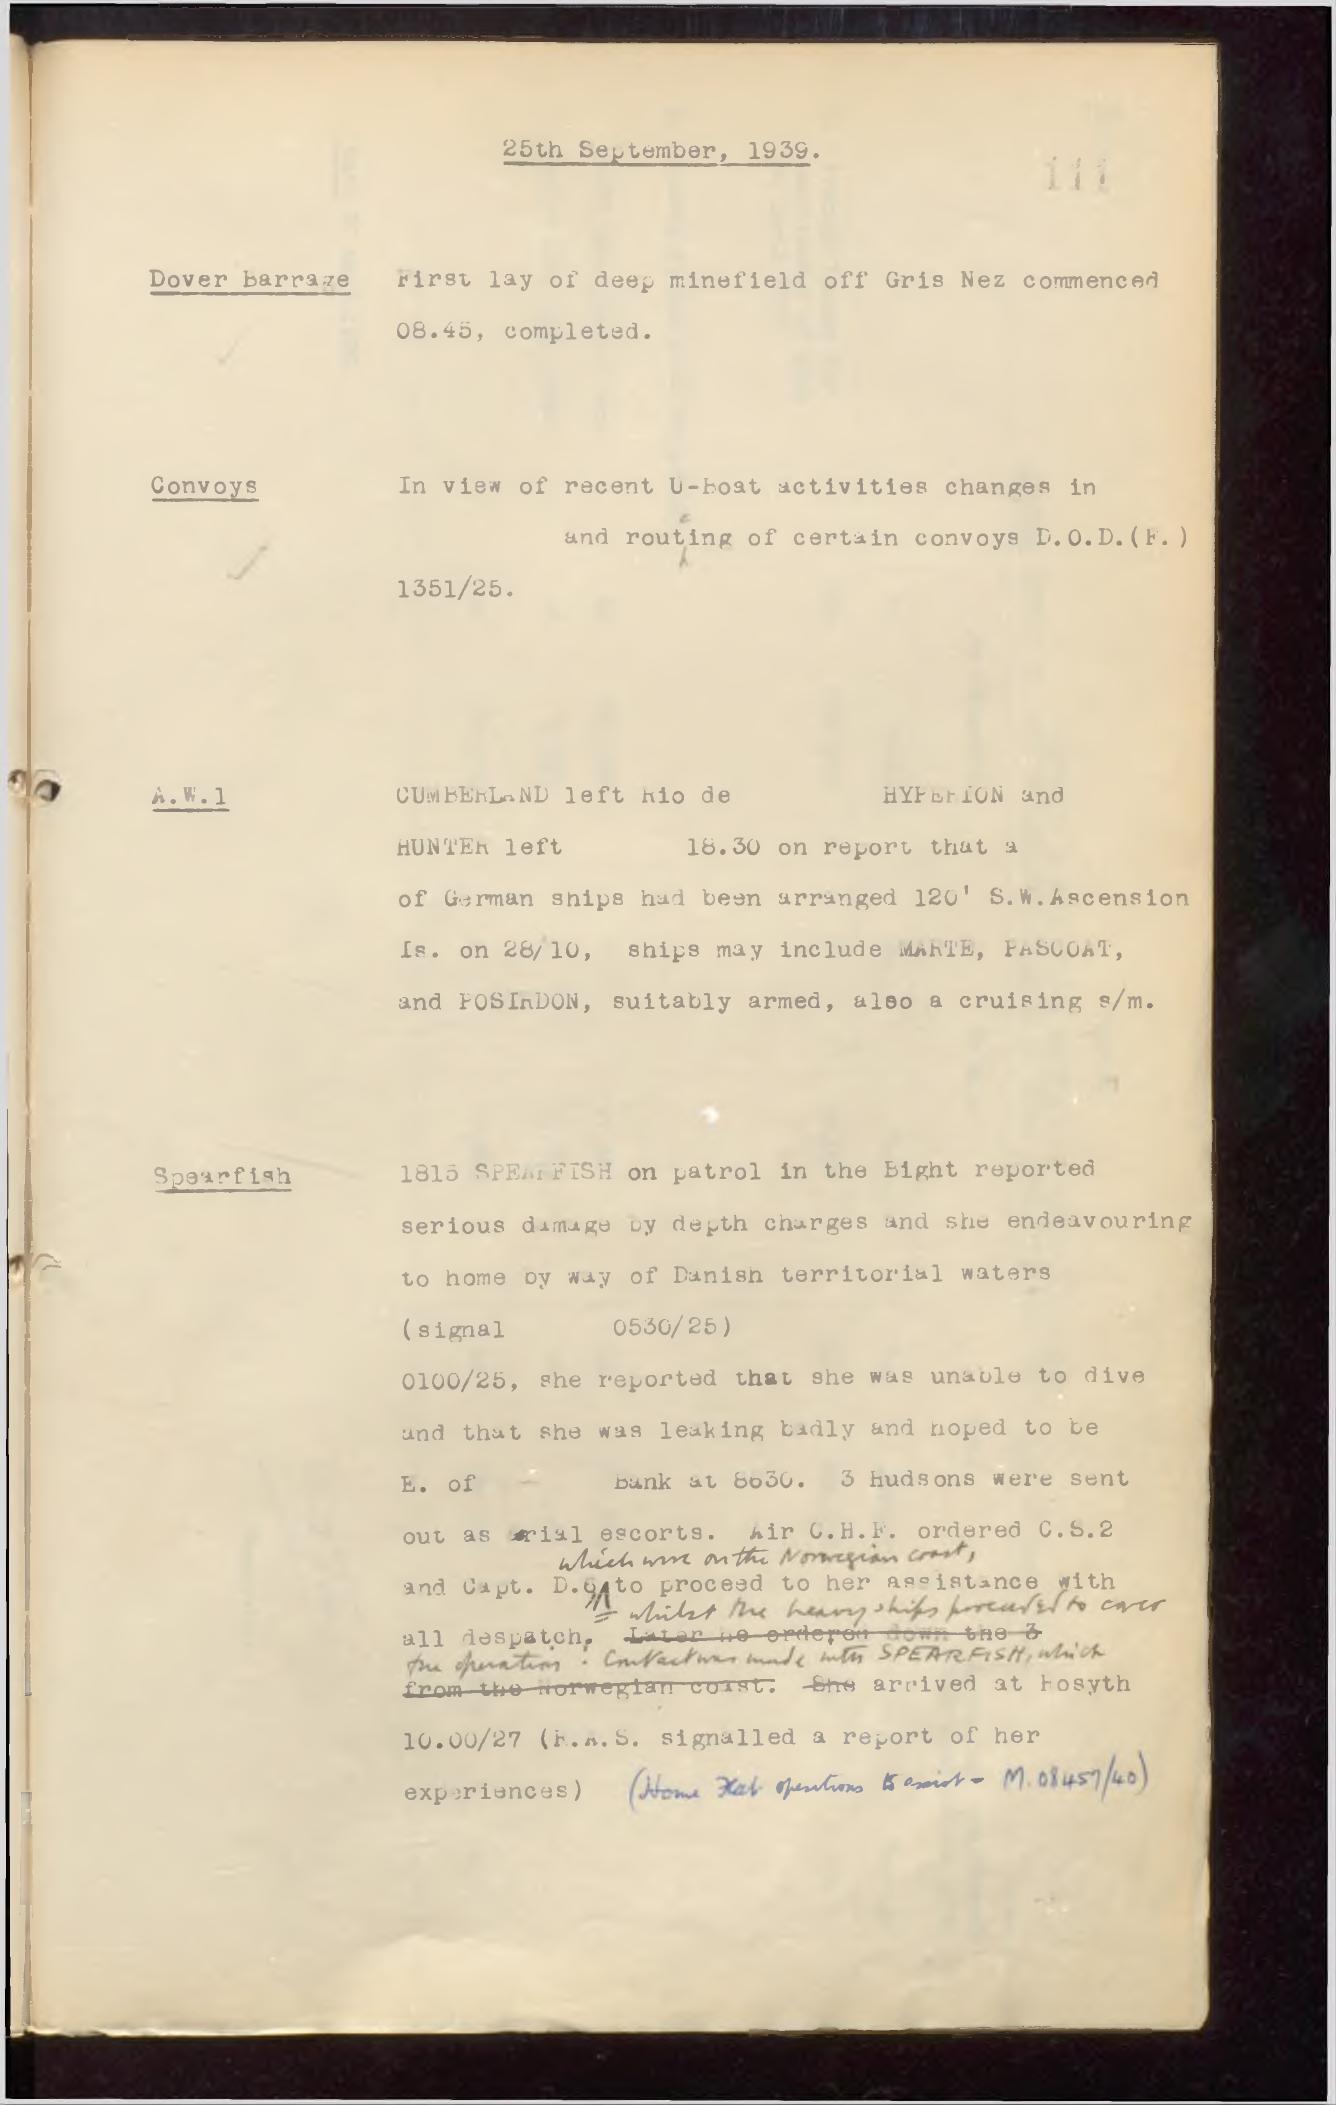 25th September, 1939.
111
Dover Barrage First lay of deep minefield off Gris Nez commenced
08.45, completed.
Convoys In view of recent U-boat activities changes in
and routeing of certain convoys D.O.D.(F.)
1351/25.
A.W.1 CUMBERLAND left Rio de HYPERION and
HUNTER left 18.30 on report that a
of German ships had been arranged 120' S.W.Ascension
Is. on 28/10, ships may include MARTE, PASCOAT,
and POSIRDON, suitably armed, also a cruising s/m.
Spearfish 1815 SPEARFISH on patrol in the Bight reported
serious damage by depth charges and she endeavouring
to home by way of Danish territorial waters
(signal 0530/25)
0100/25, she reported that she was unable to dive
and that she was leaking badly and hoped to be
E. of Bank at 8630. 3 Hudsons were sent
out as arial escorts. Air C.H.F. ordered C.S.2
which were on the Norwegian coast,
and Capt. D.6 to proceed to her assistance with
whilst the heavy ships proceeded to cover
all despatch. Later he ordered down the 3
the operation. Contact was made with SPEARFISH, which
from the Norwegian coast. She arrived at Rosyth
10.00/27 (R.A.S. signalled a report of her
experiences) (Home Fleet operations to assist - M.08457/40)